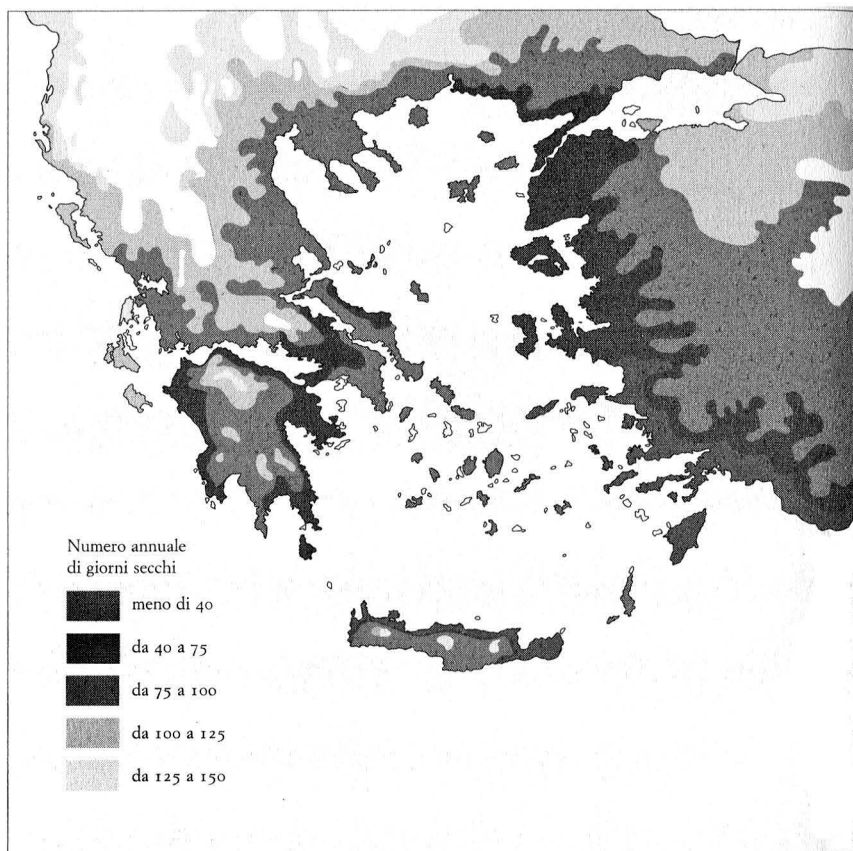 Numero annuale
di giorni secchi
meno di 40
da 40 a 75
da 75 a 100
da 100 a 125
da 125 a 150